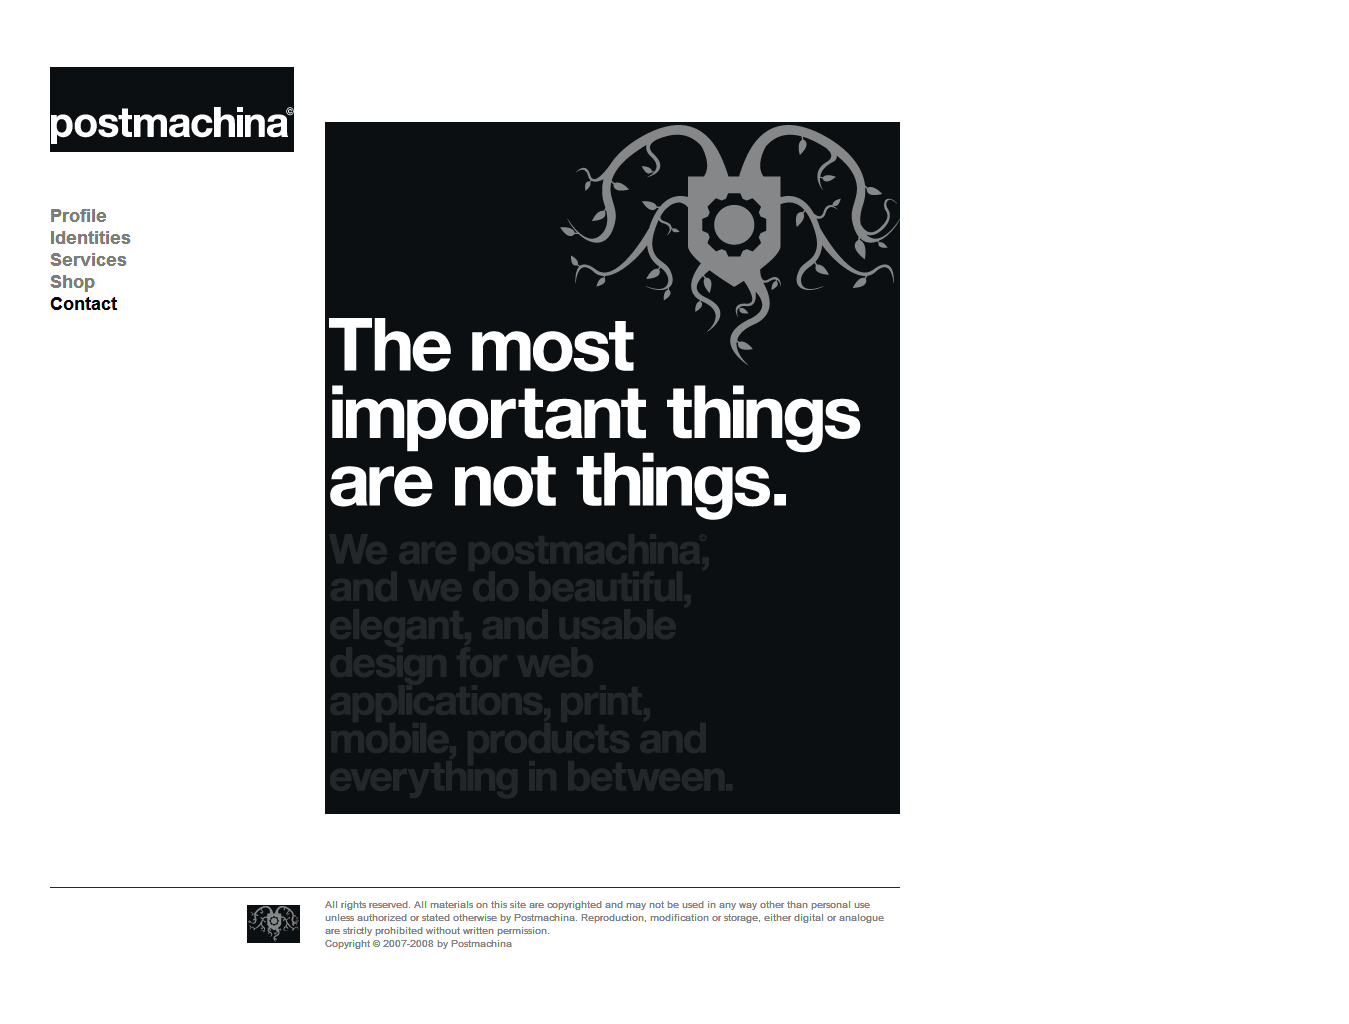 postmachina©
Profile
Identities
Services
Shop
Contact
The most
important things
are not things.
We are postmachina©,
and we do beautiful,
elegant, and usable
design for web
applications, print,
mobile, products and
everything in between.
All rights reserved. All materials on this site are copyrighted and may not be used in any way other than personal use
unless authorized or stated otherwise by Postmachina. Reproduction, modification or storage, either digital or analogue
are strictly prohibited without written permission.
Copyright © 2007-2008 by Postmachina